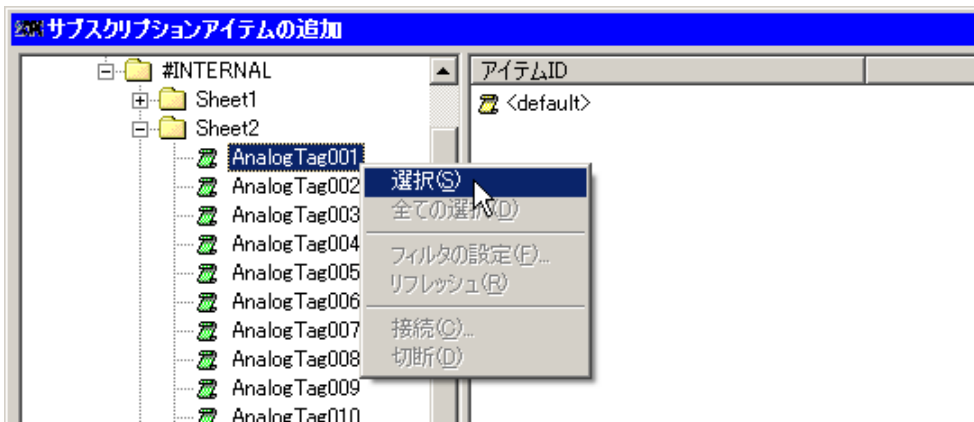 サブスクリプションアイテムの追加
#INTERNAL
Sheet1
Sheet2
AnalogTag001
AnalogTag002
AnalogTag003
AnalogTag004
AnalogTag005
AnalogTag006
AnalogTag007
AnalogTag008
AnalogTag009
AnalogTag010
選択(S)
全ての選択(D)
フィルタの設定(F)...
リフレッシュ(R)
接続(C)...
切断(D)
アイテムID
<default>